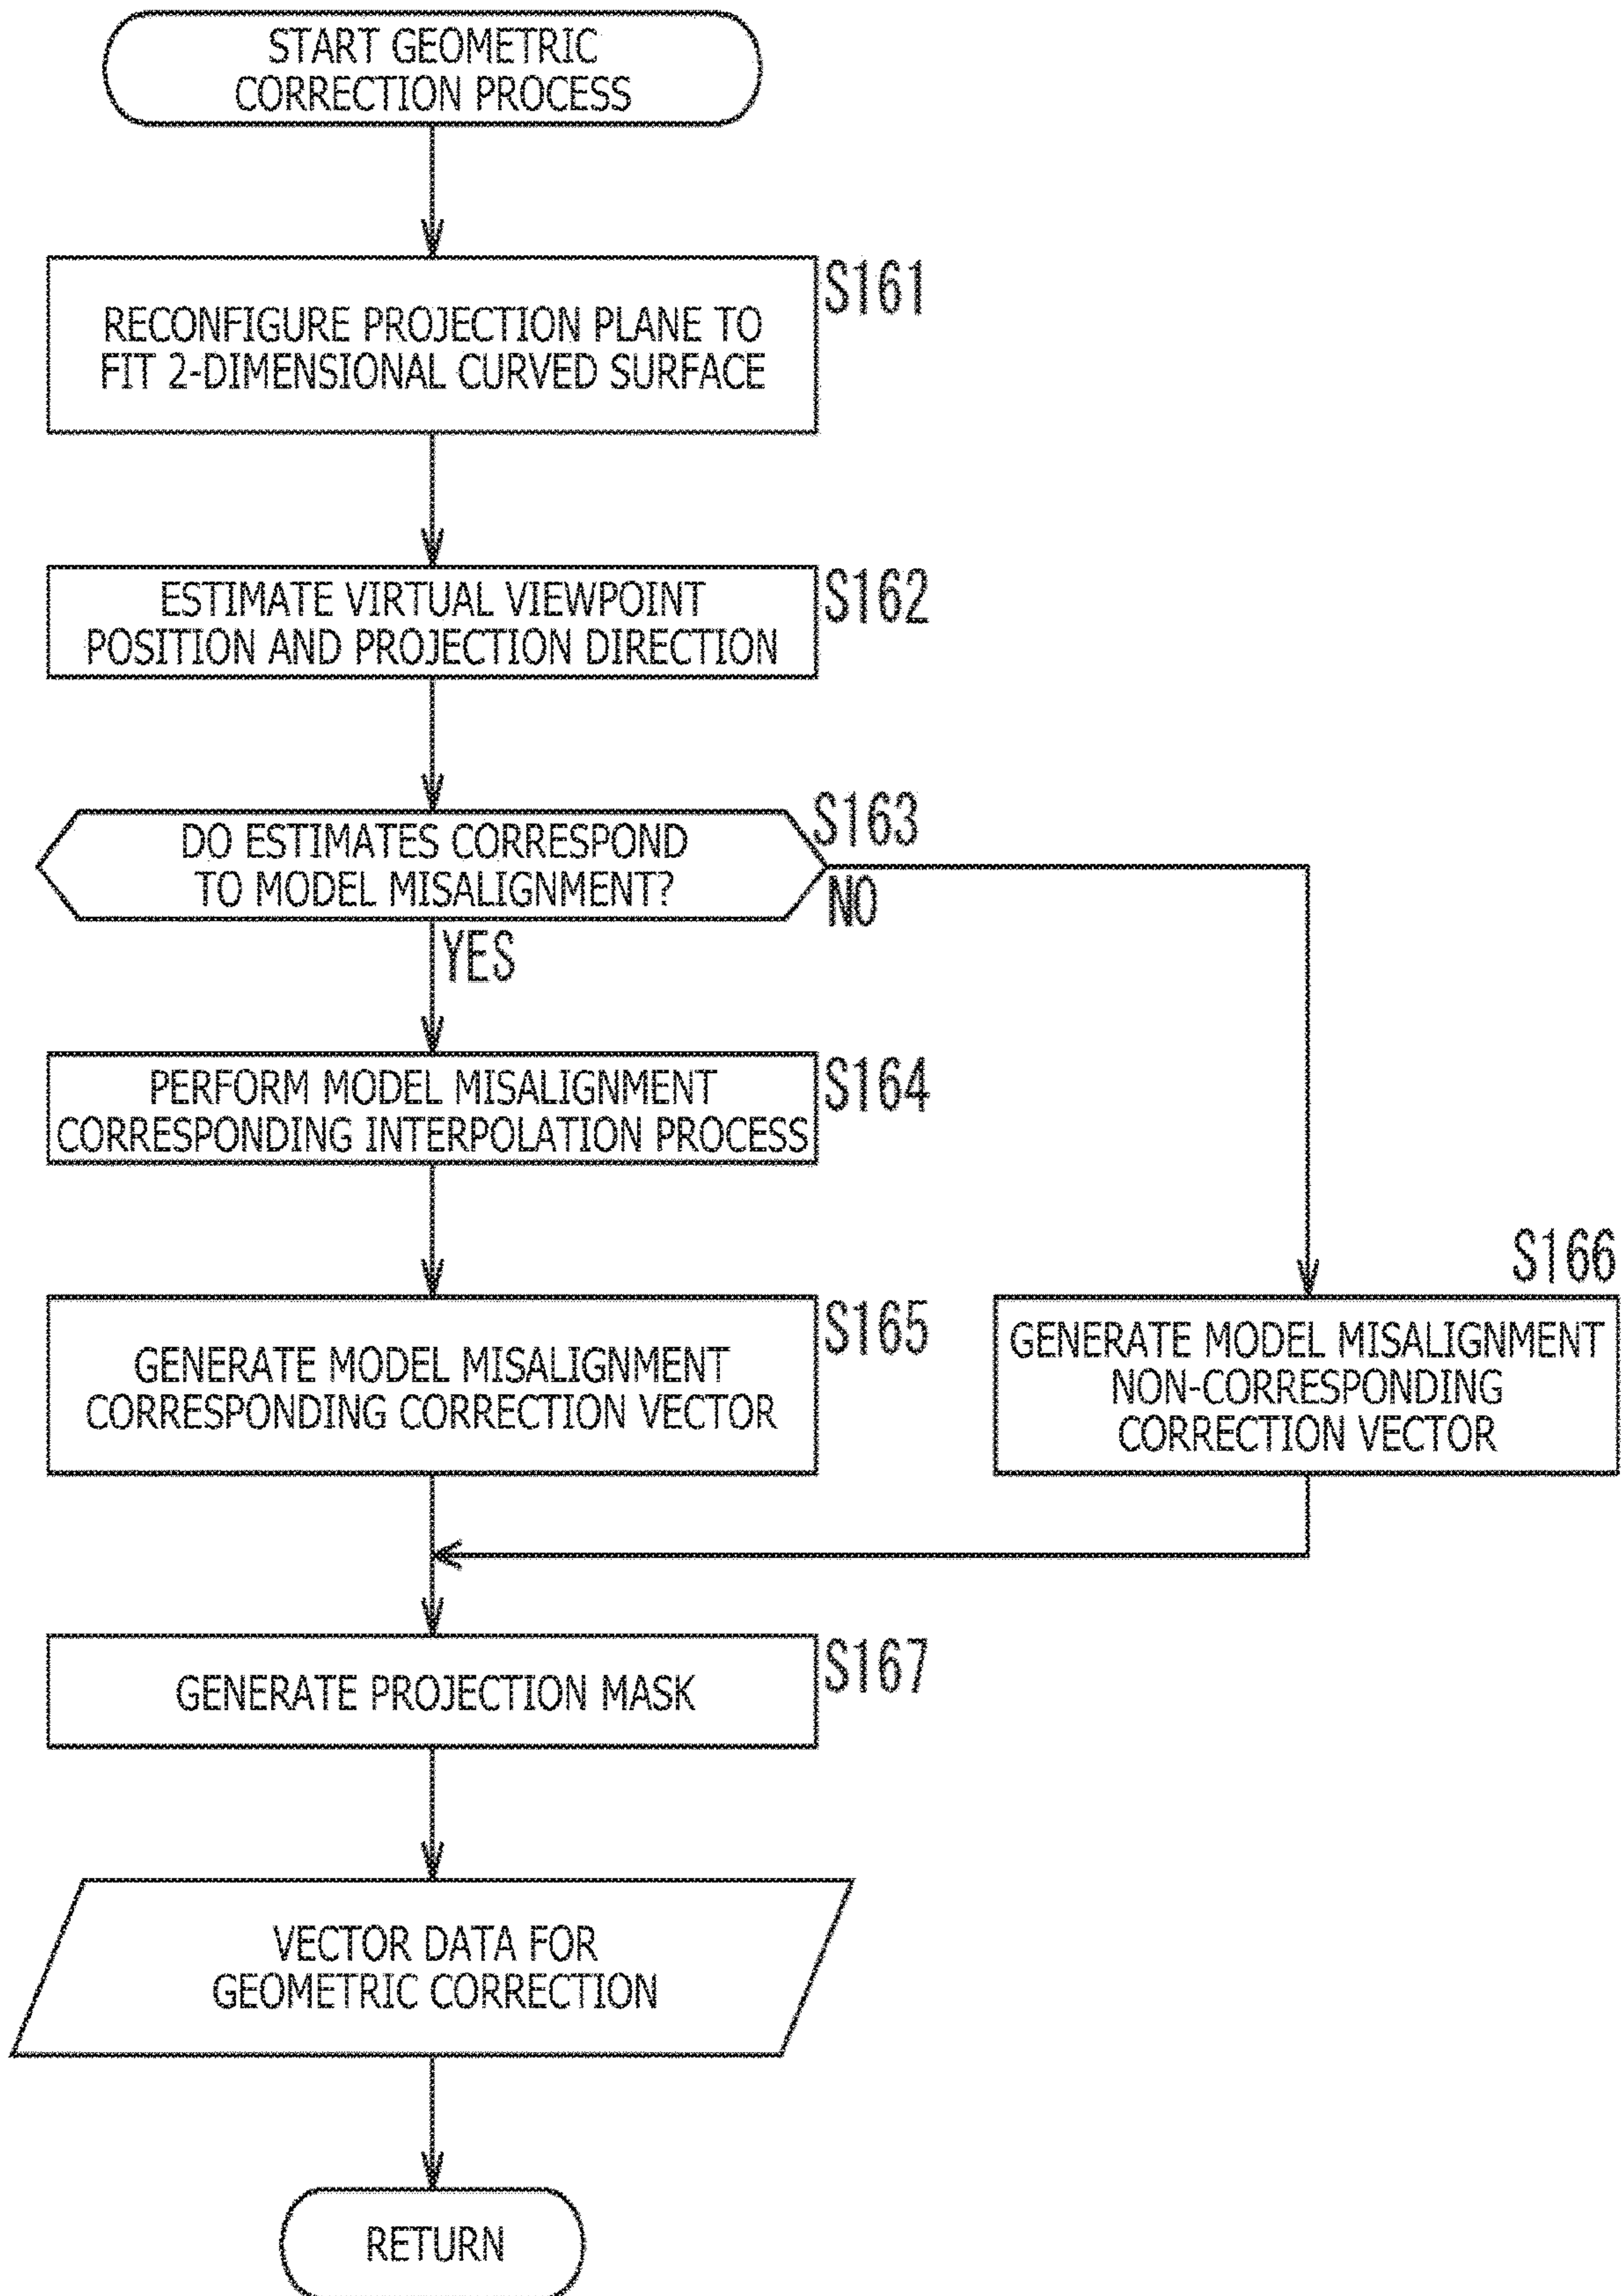 START GEOMETRIC
CORRECTION PROCESS
S161
RECONFIGURE PROJECTION PLANE TO
FIT 2-DIMENSIONAL CURVED SURFACE
S162
ESTIMATE VIRTUAL VIEWPOINT
POSITION AND PROJECTION DIRECTION
S163
DO ESTIMATES CORRESPOND
TO MODEL MISALIGNMENT?
NO
YES
S164
PERFORM MODEL MISALIGNMENT
CORRESPONDING INTERPOLATION PROCESS
S165
GENERATE MODEL MISALIGNMENT
CORRESPONDING CORRECTION VECTOR
S166
GENERATE MODEL MISALIGNMENT
NON-CORRESPONDING
CORRECTION VECTOR
S167
GENERATE PROJECTION MASK
VECTOR DATA FOR
GEOMETRIC CORRECTION
RETURN